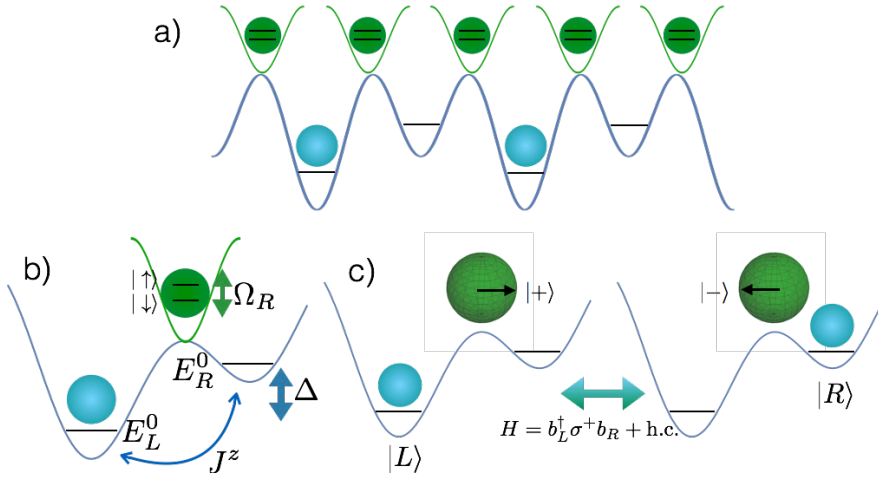 a)
b)
c)
|↑⟩
|↓⟩
Ω_R
|+⟩
|−⟩
E_R^0
Δ
E_L^0
J^z
|L⟩
H = b_L^† σ^+ b_R + h.c.
|R⟩